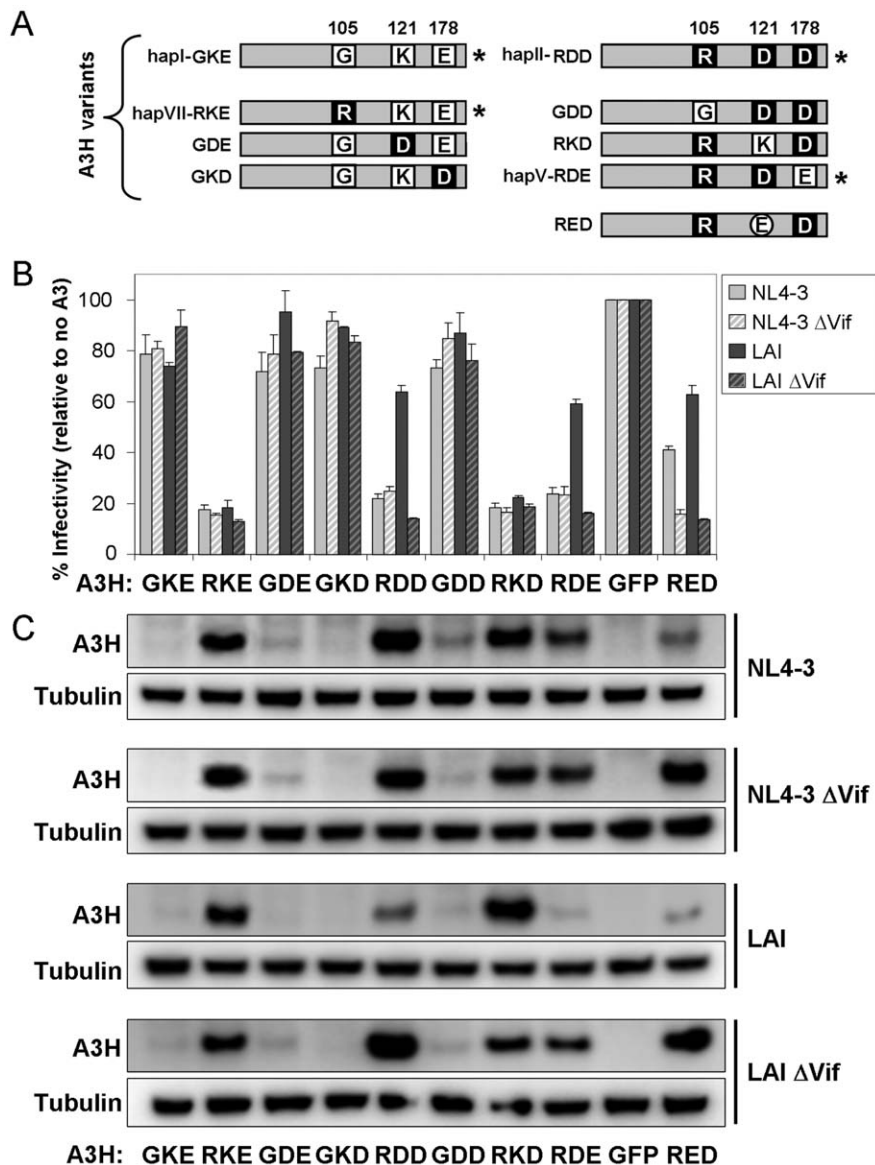 A
A3H variants
105 121 178
hapI-GKE G K E *
hapVII-RKE R K E *
GDE G D E
GKD G K D
105 121 178
hapII-RDD R D D *
GDD G D D
RKD R K D
hapV-RDE R D E *
RED R E D
B
% Infectivity (relative to no A3)
100
80
60
40
20
0
NL4-3
NL4-3 ΔVif
LAI
LAI ΔVif
A3H: GKE RKE GDE GKD RDD GDD RKD RDE GFP RED
C
A3H
Tubulin
NL4-3
A3H
Tubulin
NL4-3 ΔVif
A3H
Tubulin
LAI
A3H
Tubulin
LAI ΔVif
A3H: GKE RKE GDE GKD RDD GDD RKD RDE GFP RED